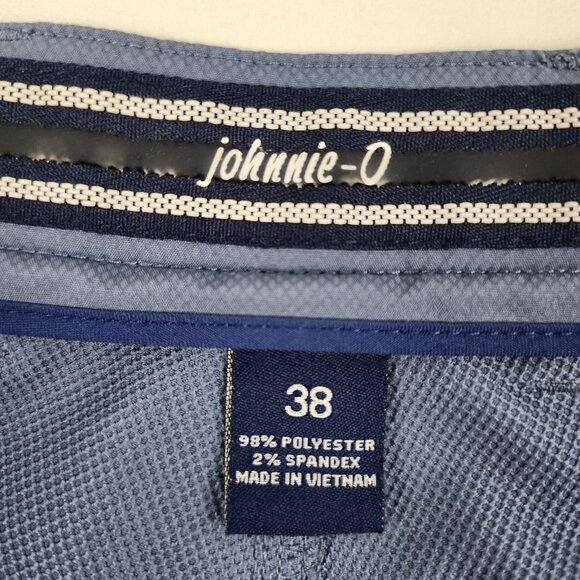 johnnie-O
38
98% POLYESTER
2% SPANDEX
MADE IN VIETNAM